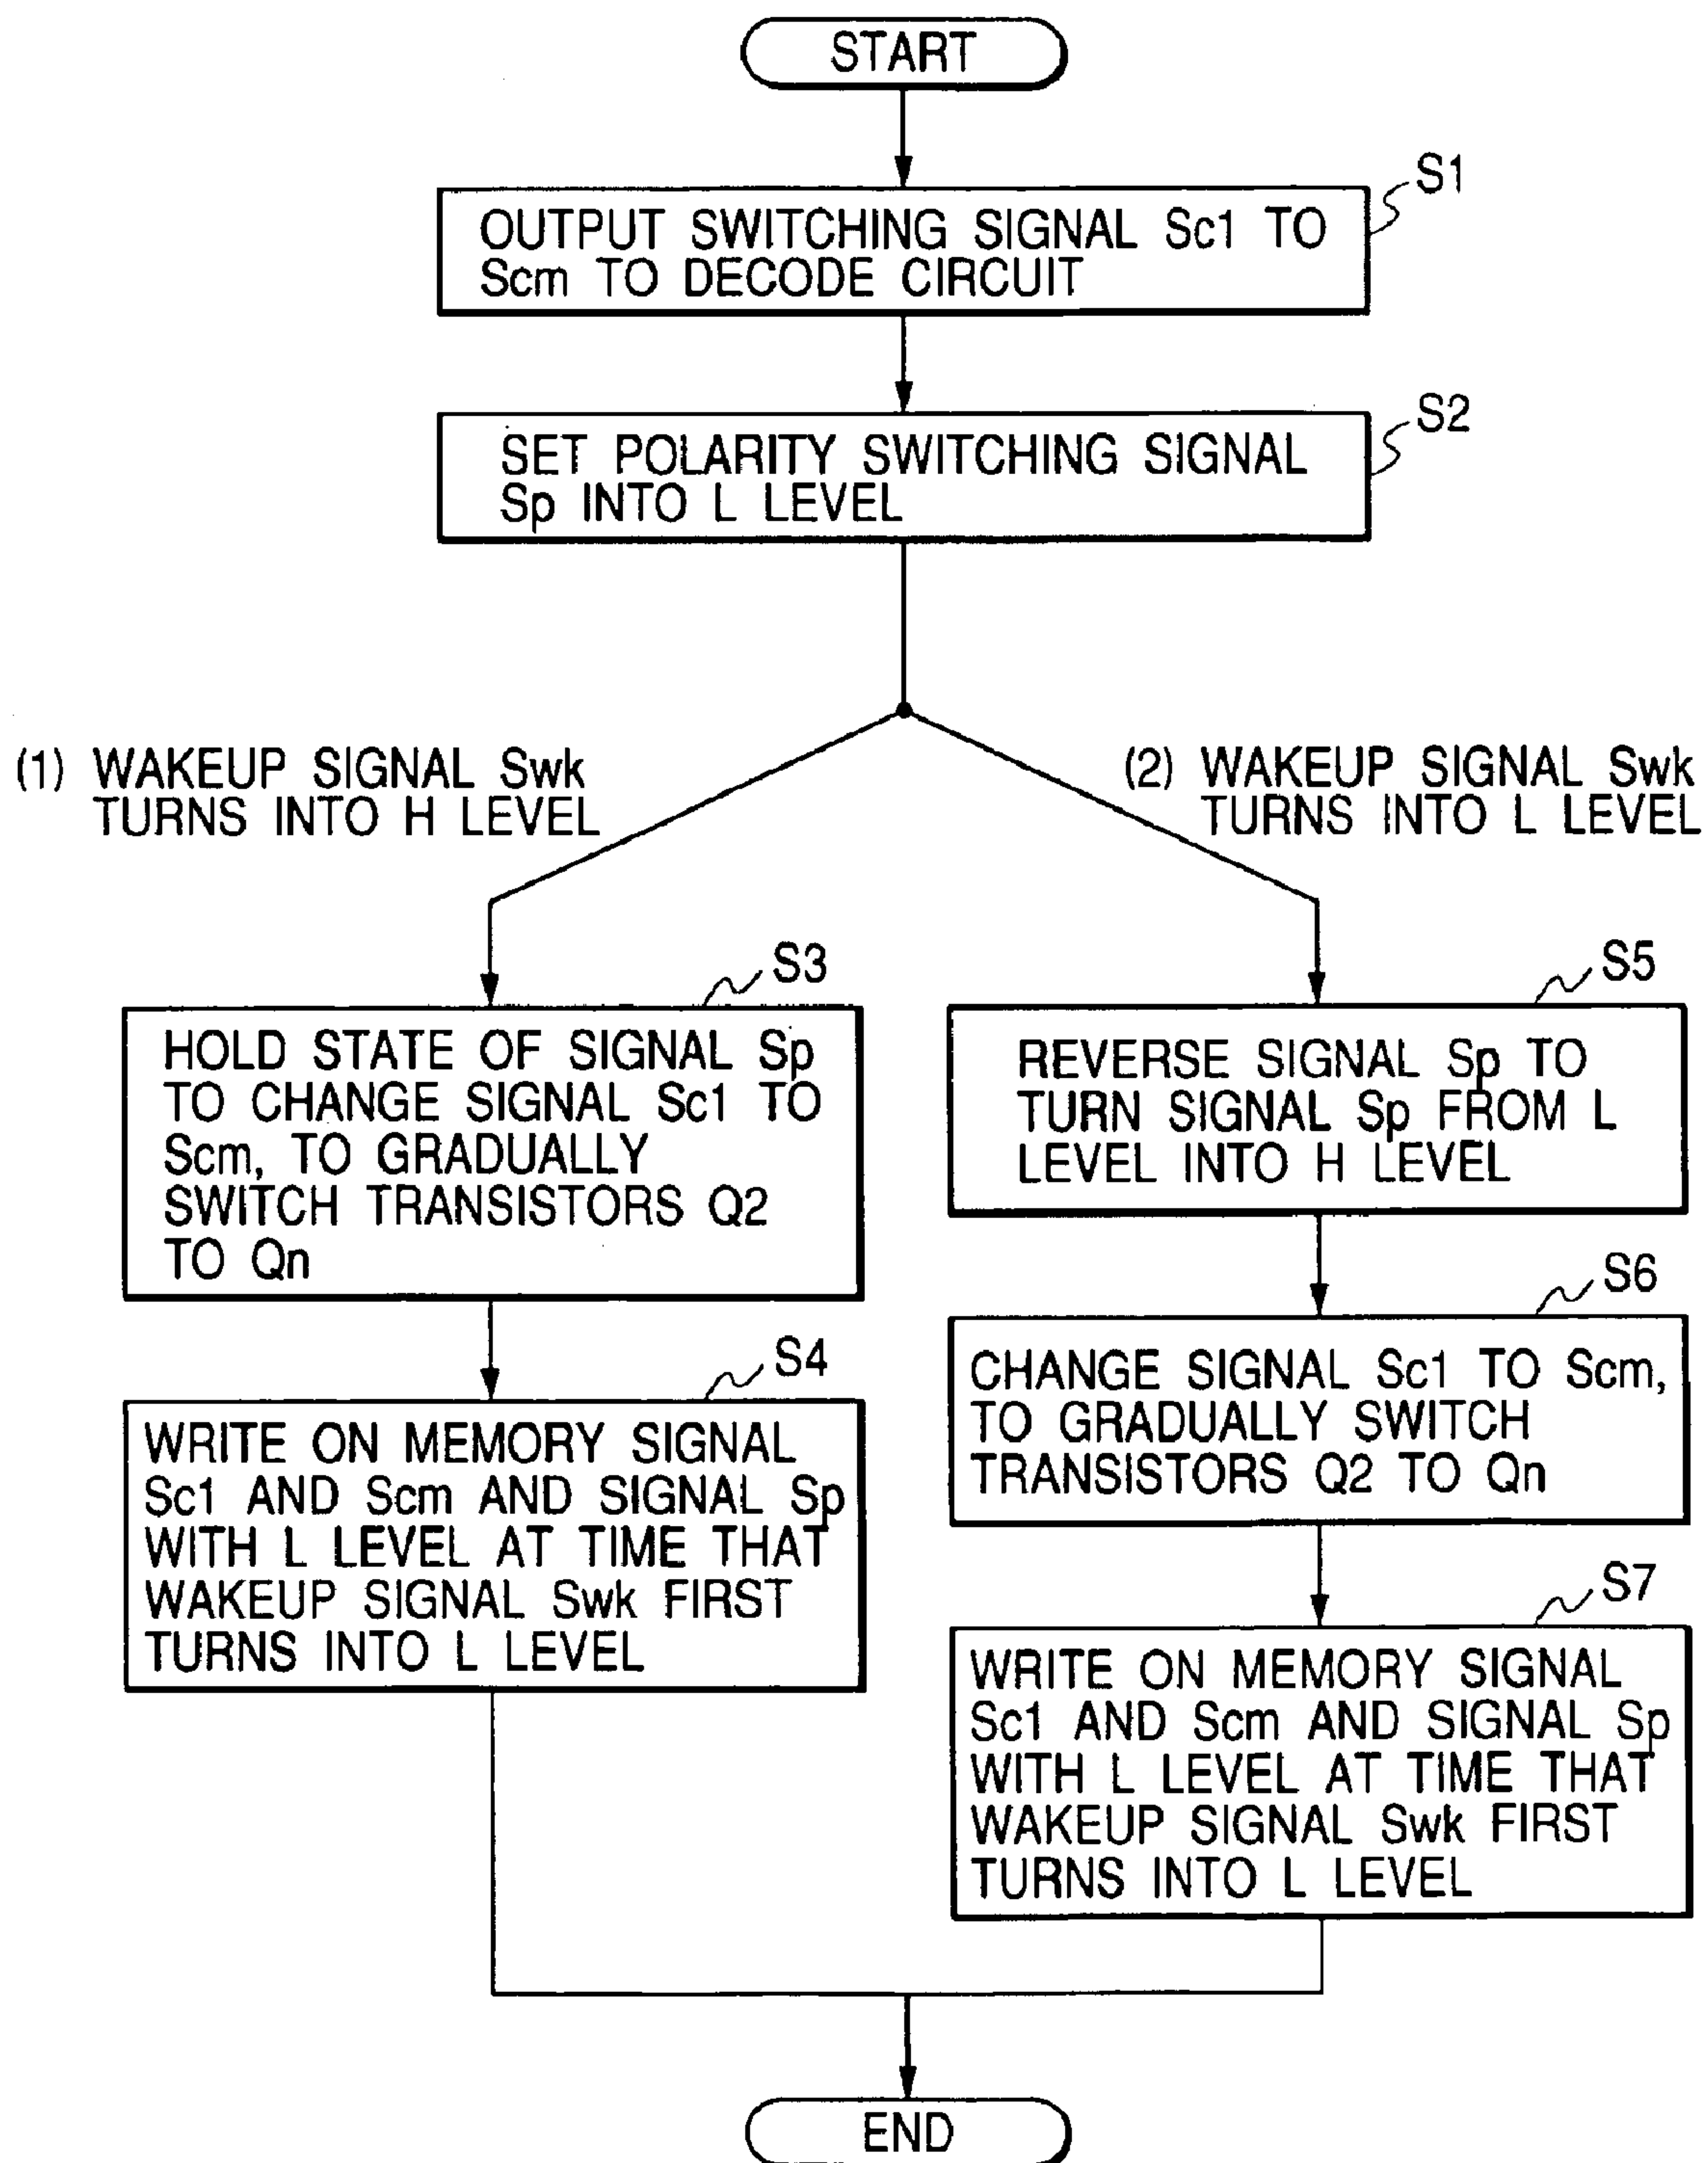 START
S1
OUTPUT SWITCHING SIGNAL Sc1 TO
Scm TO DECODE CIRCUIT
S2
SET POLARITY SWITCHING SIGNAL
Sp INTO L LEVEL
(1) WAKEUP SIGNAL Swk
TURNS INTO H LEVEL
(2) WAKEUP SIGNAL Swk
TURNS INTO L LEVEL
S3
HOLD STATE OF SIGNAL Sp
TO CHANGE SIGNAL Sc1 TO
Scm, TO GRADUALLY
SWITCH TRANSISTORS Q2
TO Qn
S4
WRITE ON MEMORY SIGNAL
Sc1 AND Scm AND SIGNAL Sp
WITH L LEVEL AT TIME THAT
WAKEUP SIGNAL Swk FIRST
TURNS INTO L LEVEL
S5
REVERSE SIGNAL Sp TO
TURN SIGNAL Sp FROM L
LEVEL INTO H LEVEL
S6
CHANGE SIGNAL Sc1 TO Scm,
TO GRADUALLY SWITCH
TRANSISTORS Q2 TO Qn
S7
WRITE ON MEMORY SIGNAL
Sc1 AND Scm AND SIGNAL Sp
WITH L LEVEL AT TIME THAT
WAKEUP SIGNAL Swk FIRST
TURNS INTO L LEVEL
END